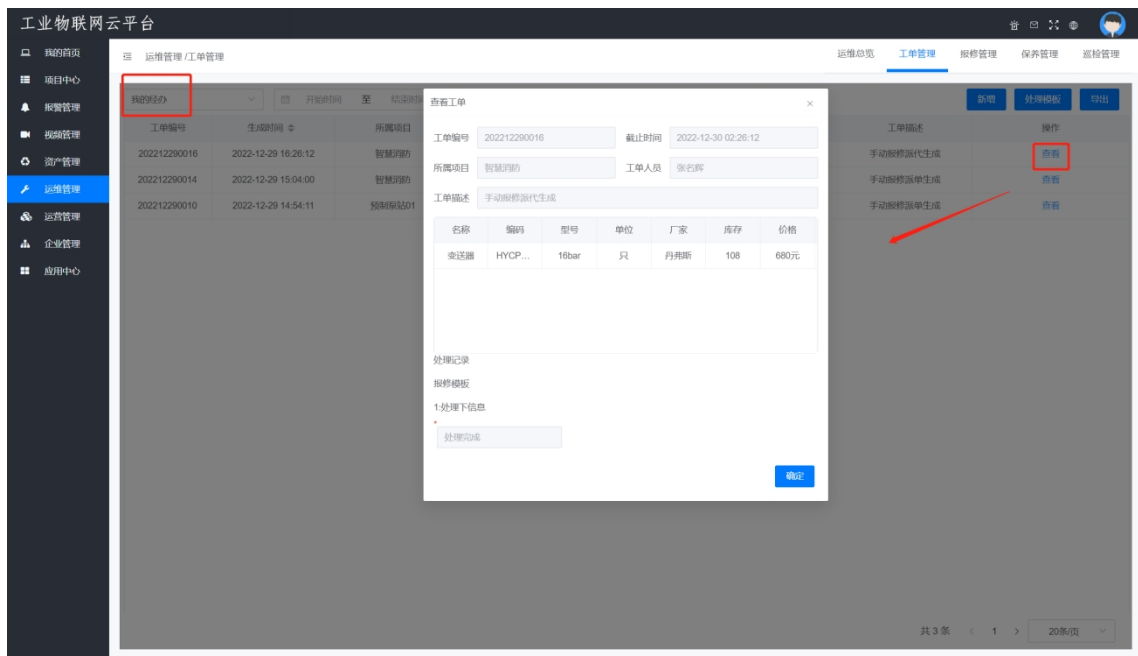 工业物联网云平台
我的首页
项目中心
报警管理
视频管理
资产管理
运维管理
运营管理
企业管理
应用中心
运维管理 /工单管理
运维总览 工单管理 报修管理 保养管理 巡检管理
我的经办 开始时间 至 结束时间 新增 处理模板 导出
工单编号 生成时间 所属项目 工单描述 操作
202212290016 2022-12-29 16:26:12 智慧消防 手动报修派代生成 查看
202212290014 2022-12-29 15:04:00 智慧消防 手动报修派单生成 查看
202212290010 2022-12-29 14:54:11 预制泵站01 手动报修派单生成 查看
查看工单
工单编号 202212290016 截止时间 2022-12-30 02:26:12
所属项目 智慧消防 工单人员 张名辉
工单描述 手动报修派代生成
名称 编码 型号 单位 厂家 库存 价格
变送器 HYCP... 16bar 只 丹弗斯 108 680元
处理记录
报修模板
1:处理下信息
*
处理完成
确定
共 3 条 < 1 > 20条/页